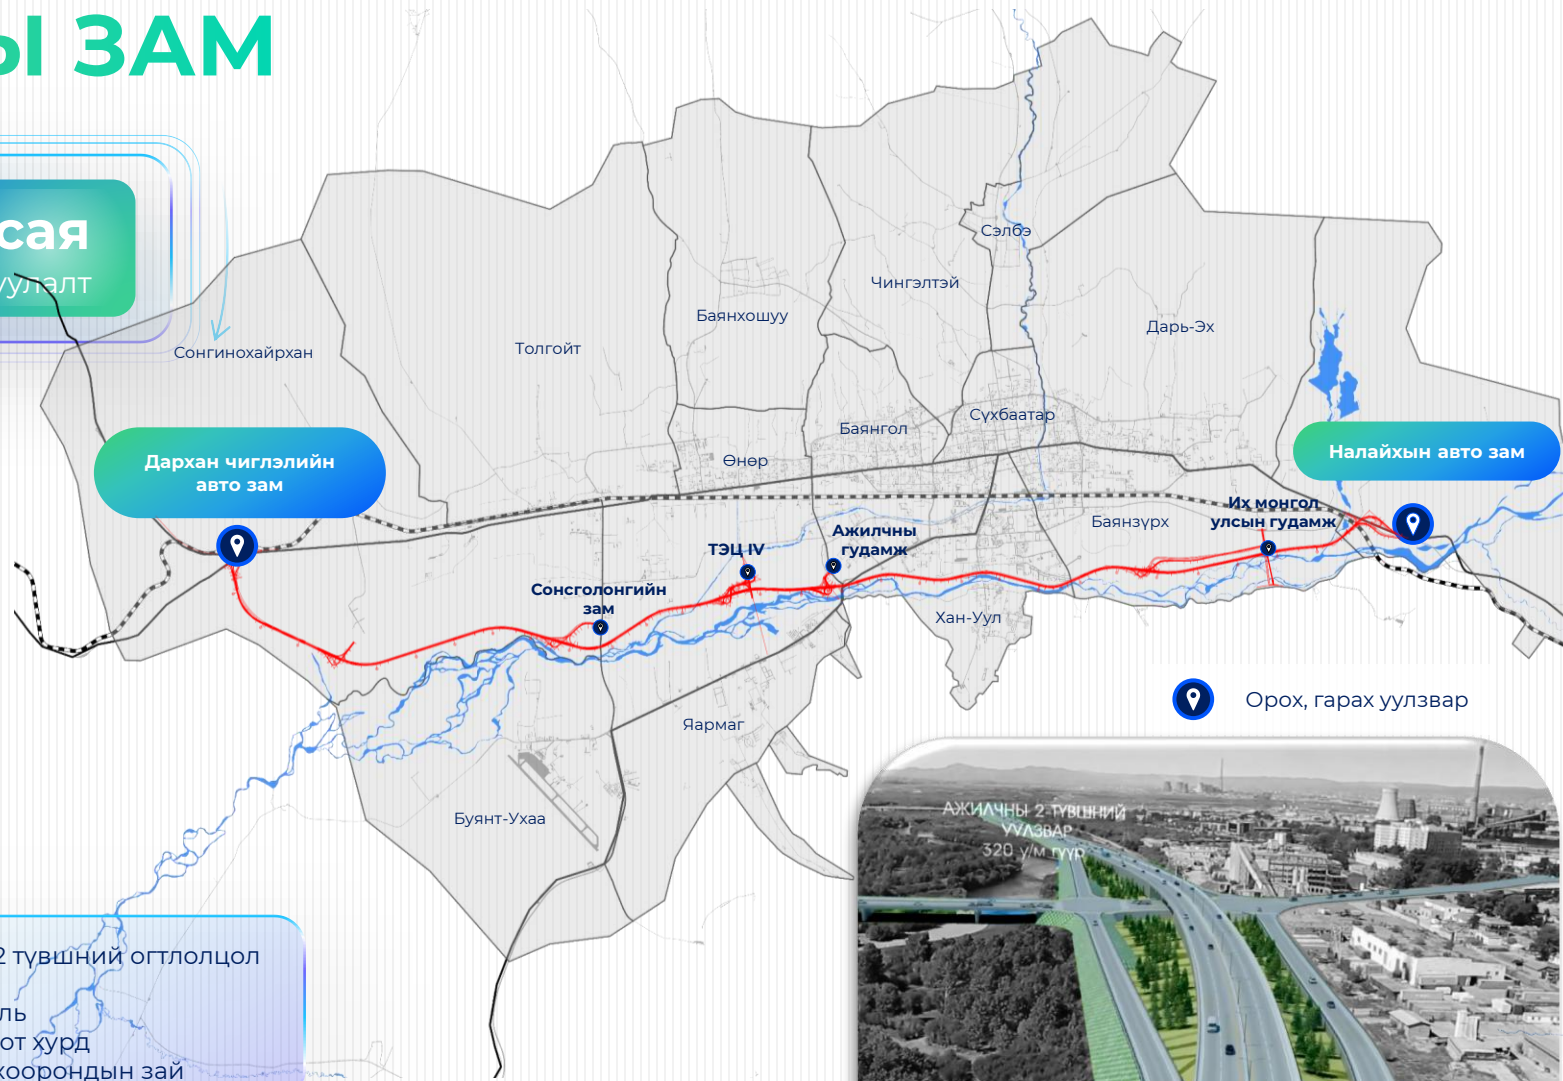 Ы ЗАМ
сая
уулалт
Сэлбэ
Чингэлтэй
Баянхошуу
Дарь-Эх
Толгойт
Сонгинохайрхан
Сүхбаатар
Баянгол
Өнөр
Дархан чиглэлийн
авто зам
Налайхын авто зам
Их монгол
улсын гудамж
Баянзүрх
Ажилчны
гудамж
ТЭЦ IV
Сонсголонгийн
зам
Хан-Уул
Яармаг
Буянт-Ухаа
Орох, гарах уулзвар
АЖИЛЧНЫ 2 ТҮВШНИЙ
УУЛЗВАР
320 у/м гүүр
2 түвшний огтлолцол
ль
от хурд
хоорондын зай